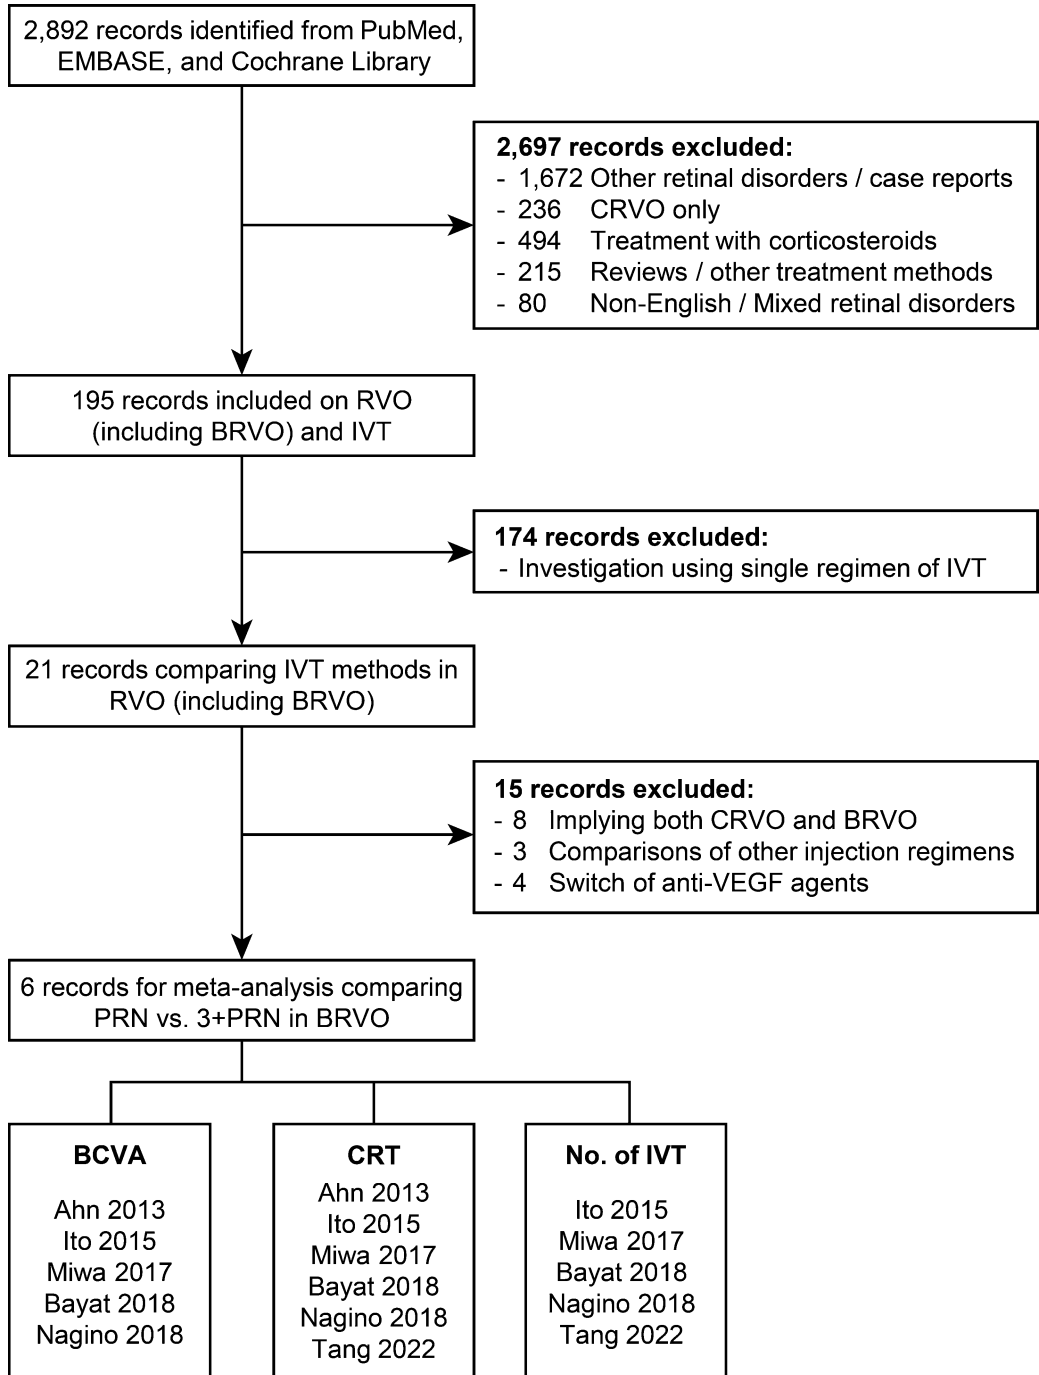 2,892 records identified from PubMed,
EMBASE, and Cochrane Library
2,697 records excluded:
- 1,672 Other retinal disorders / case reports
- 236 CRVO only
- 494 Treatment with corticosteroids
- 215 Reviews / other treatment methods
- 80 Non-English / Mixed retinal disorders
195 records included on RVO
(including BRVO) and IVT
174 records excluded:
- Investigation using single regimen of IVT
21 records comparing IVT methods in
RVO (including BRVO)
15 records excluded:
- 8 Implying both CRVO and BRVO
- 3 Comparisons of other injection regimens
- 4 Switch of anti-VEGF agents
6 records for meta-analysis comparing
PRN vs. 3+PRN in BRVO
BCVA
Ahn 2013
Ito 2015
Miwa 2017
Bayat 2018
Nagino 2018
CRT
Ahn 2013
Ito 2015
Miwa 2017
Bayat 2018
Nagino 2018
Tang 2022
No. of IVT
Ito 2015
Miwa 2017
Bayat 2018
Nagino 2018
Tang 2022